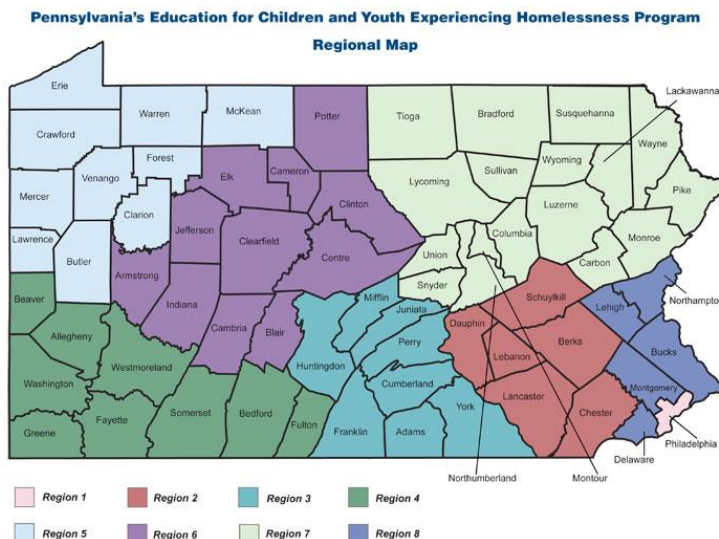 Pennsylvania's Education for Children and Youth Experiencing Homelessness Program
Regional Map
Erie
Warren
McKean
Potter
Tioga
Bradford
Susquehanna
Lackawanna
Crawford
Wayne
Forest
Wyoming
Venango
Elk
Cameron
Sullivan
Mercer
Lycoming
Pike
Clinton
Luzerne
Clarion
Jefferson
Clearfield
Columbia
Lawrence
Centre
Union
Monroe
Butler
Armstrong
Carbon
Snyder
Indiana
Mifflin
Beaver
Schuylkill
Northampto
Juniata
Lehigh
Allegheny
Cambria
Blair
Dauphin
Perry
Berks
Huntingdon
Lebanon
Bucks
Westmoreland
Washington
Cumberland
Montgomery
Lancaster
Chester
Somerset
Bedford
York
Fayette
Fulton
Franklin
Adams
Greene
Philadelphia
Delaware
Northumberland
Montour
Region 1
Region 2
Region 3
Region 4
Region 5
Region 6
Region 7
Region 8